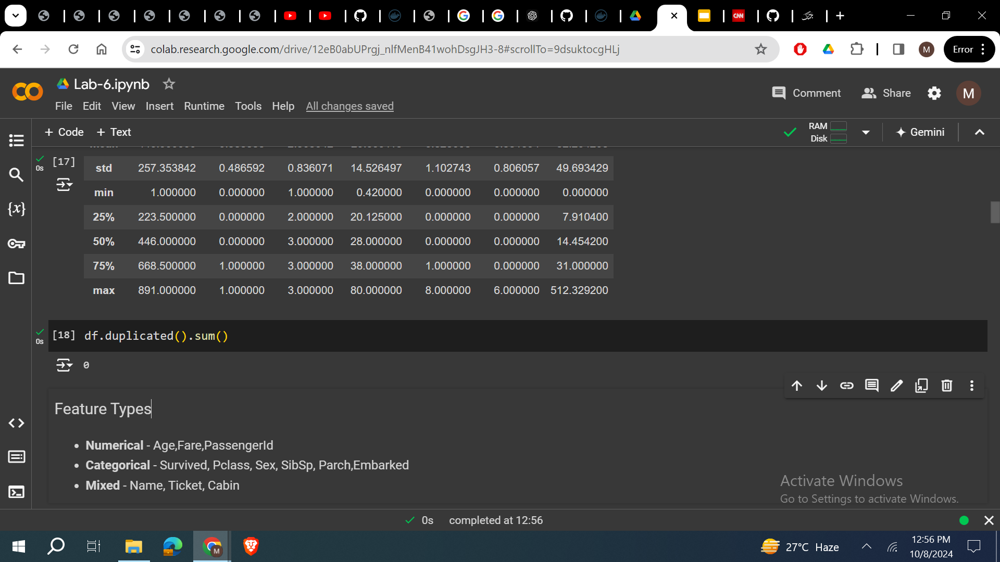 colab.research.google.com/drive/12eB0abUPrgj_nlfMenB41wohDsgJH3-8#scrollTo=9dsuktocgHLj
M
Error
Lab-6.ipynb
Comment
Share
M
File Edit View Insert Runtime Tools Help All changes saved
+ Code + Text
RAM
Disk
Gemini
[17]
0s
std 257.353842 0.486592 0.836071 14.526497 1.102743 0.806057 49.693429
min 1.000000 0.000000 1.000000 0.420000 0.000000 0.000000 0.000000
25% 223.500000 0.000000 2.000000 20.125000 0.000000 0.000000 7.910400
50% 446.000000 0.000000 3.000000 28.000000 0.000000 0.000000 14.454200
75% 668.500000 1.000000 3.000000 38.000000 1.000000 0.000000 31.000000
max 891.000000 1.000000 3.000000 80.000000 8.000000 6.000000 512.329200
[18] df.duplicated().sum()
0s
0
Feature Types
• Numerical - Age,Fare,PassengerId
• Categorical - Survived, Pclass, Sex, SibSp, Parch,Embarked
• Mixed - Name, Ticket, Cabin
Activate Windows
Go to Settings to activate Windows.
0s completed at 12:56
27°C Haze
12:56 PM
10/8/2024